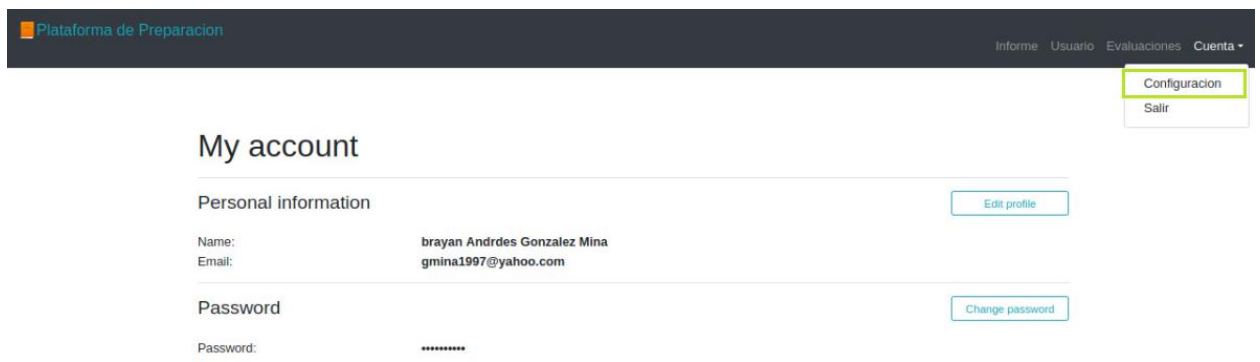 Plataforma de Preparacion
Informe Usuario Evaluaciones Cuenta
Configuracion
Salir
My account
Personal information Edit profile
Name: brayan Andrdes Gonzalez Mina
Email: gmina1997@yahoo.com
Password Change password
Password: ••••••••••